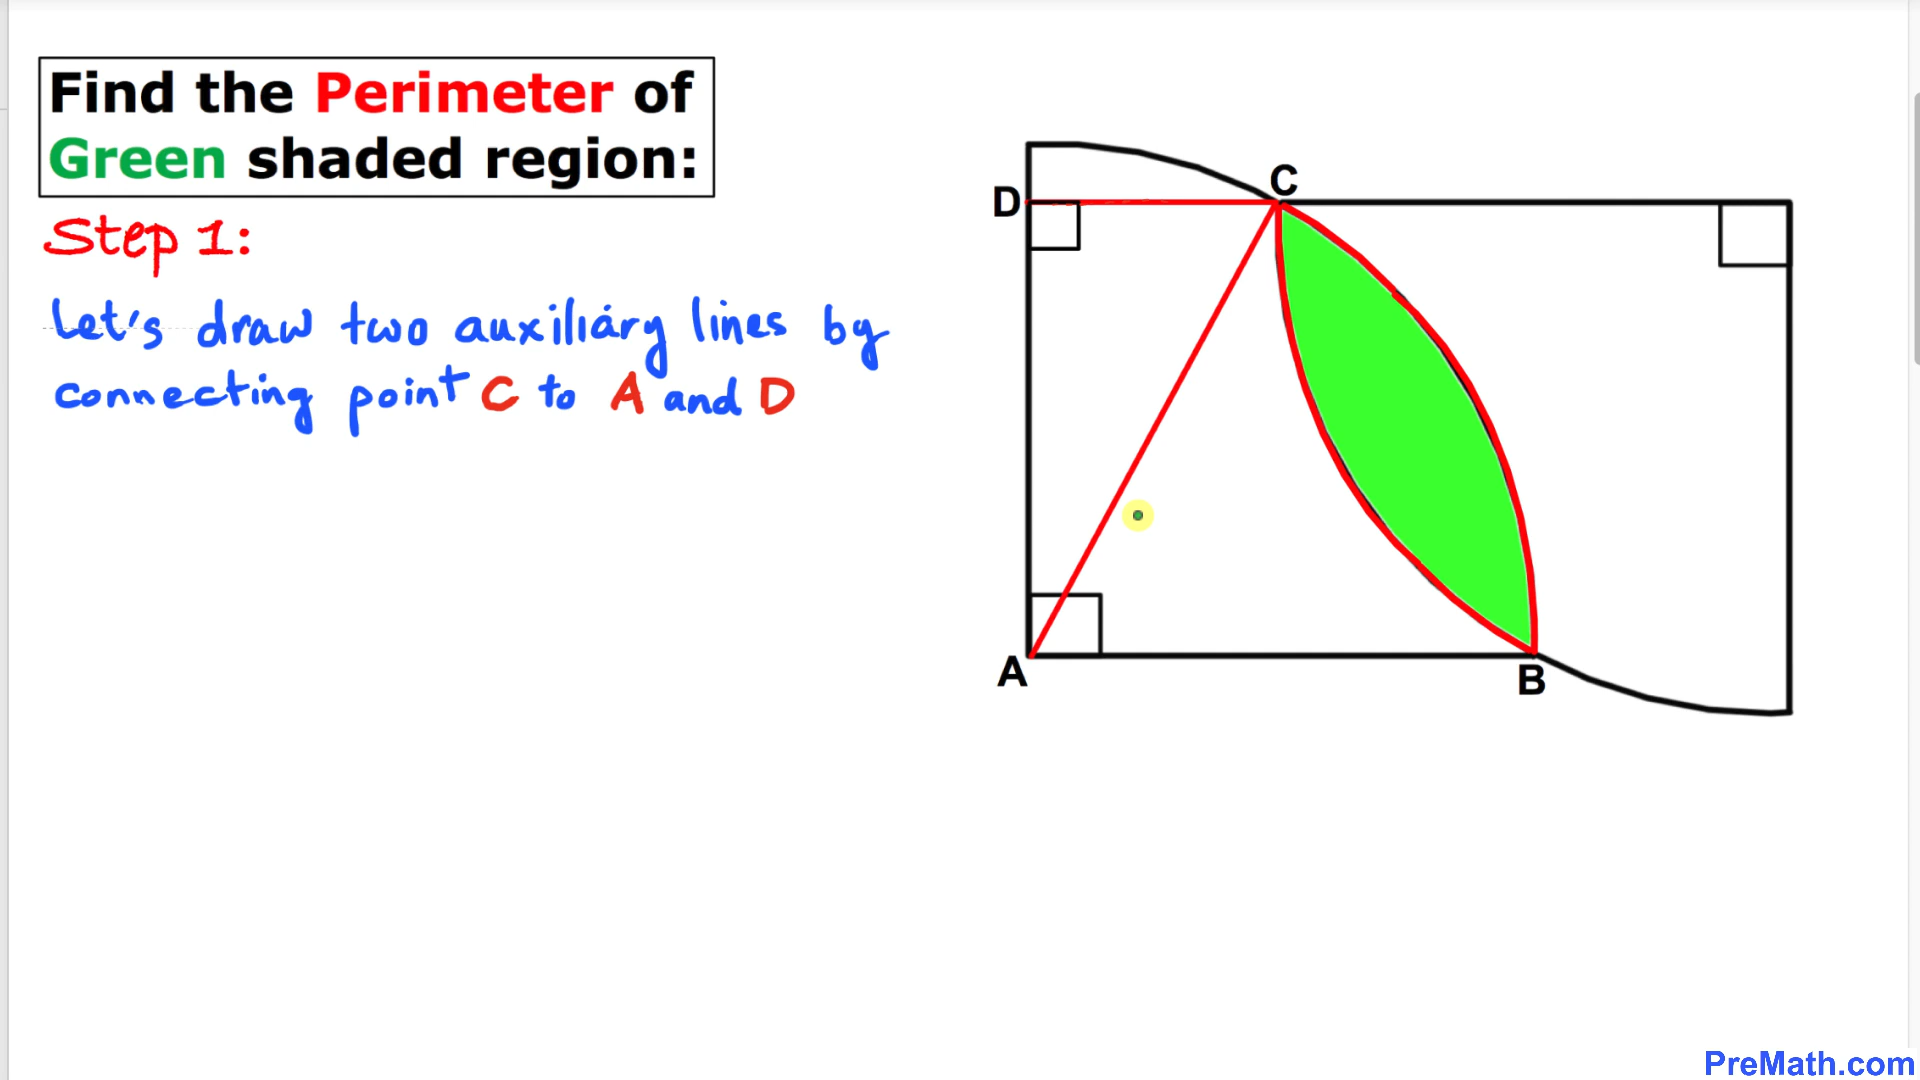 Find the Perimeter of
Green shaded region:
Step 1:
Let's draw two auxiliary lines by
connecting point C to A and D
D
C
A
B
PreMath.com